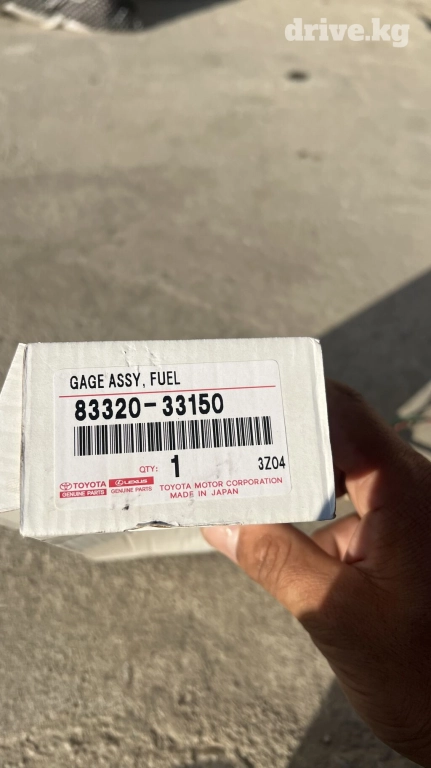 drive.kg
GAGE ASSY, FUEL
83320-33150
QTY: 1 3Z04
TOYOTA LEXUS TOYOTA MOTOR CORPORATION
GENUINE PARTS GENUINE PARTS MADE IN JAPAN